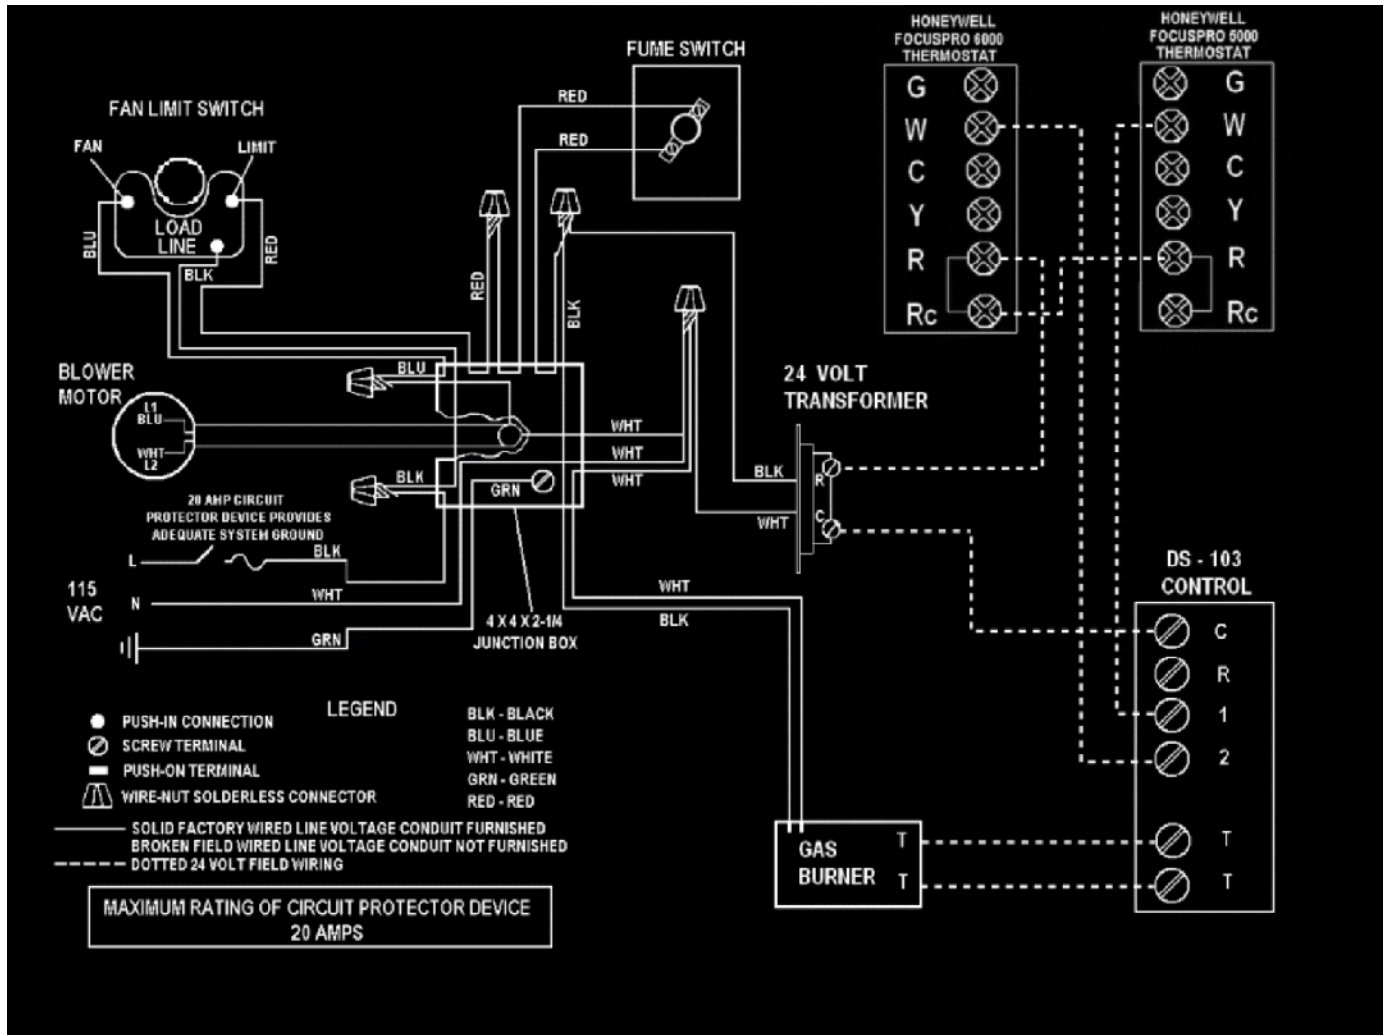 HONEYWELL
FOCUSPRO 6000
THERMOSTAT
HONEYWELL
FOCUSPRO 5000
THERMOSTAT
FUME SWITCH
RED
RED
G
W
C
Y
R
Rc
G
W
C
Y
R
Rc
FAN LIMIT SWITCH
FAN
LIMIT
LOAD
LINE
BLU
BLK
RED
RED
BLK
BLOWER
MOTOR
L1
BLU
WHT
L2
BLU
BLK
GRN
WHT
WHT
WHT
24 VOLT
TRANSFORMER
BLK
WHT
R
C
20 AMP CIRCUIT
PROTECTOR DEVICE PROVIDES
ADEQUATE SYSTEM GROUND
L
BLK
115
VAC
N
WHT
GRN
4 X 4 X 2-1/4
JUNCTION BOX
WHT
BLK
DS - 103
CONTROL
C
R
1
2
T
T
GAS
BURNER
T
T
LEGEND
PUSH-IN CONNECTION
SCREW TERMINAL
PUSH-ON TERMINAL
WIRE-NUT SOLDERLESS CONNECTOR
BLK - BLACK
BLU - BLUE
WHT - WHITE
GRN - GREEN
RED - RED
SOLID FACTORY WIRED LINE VOLTAGE CONDUIT FURNISHED
BROKEN FIELD WIRED LINE VOLTAGE CONDUIT NOT FURNISHED
DOTTED 24 VOLT FIELD WIRING
MAXIMUM RATING OF CIRCUIT PROTECTOR DEVICE
20 AMPS